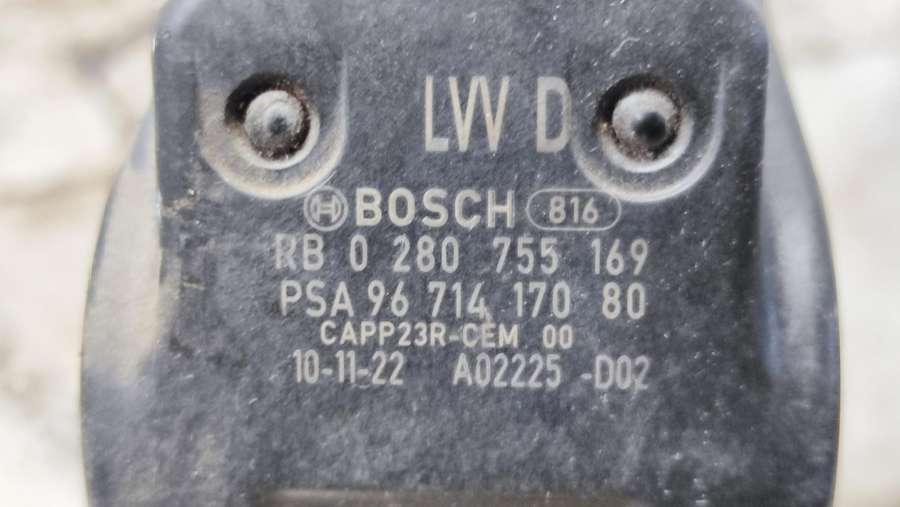 LVV D
BOSCH 816
RB 0 280 755 169
PSA 96 714 170 80
CAPP23R-CEM 00
10-11-22 A02225 -D02